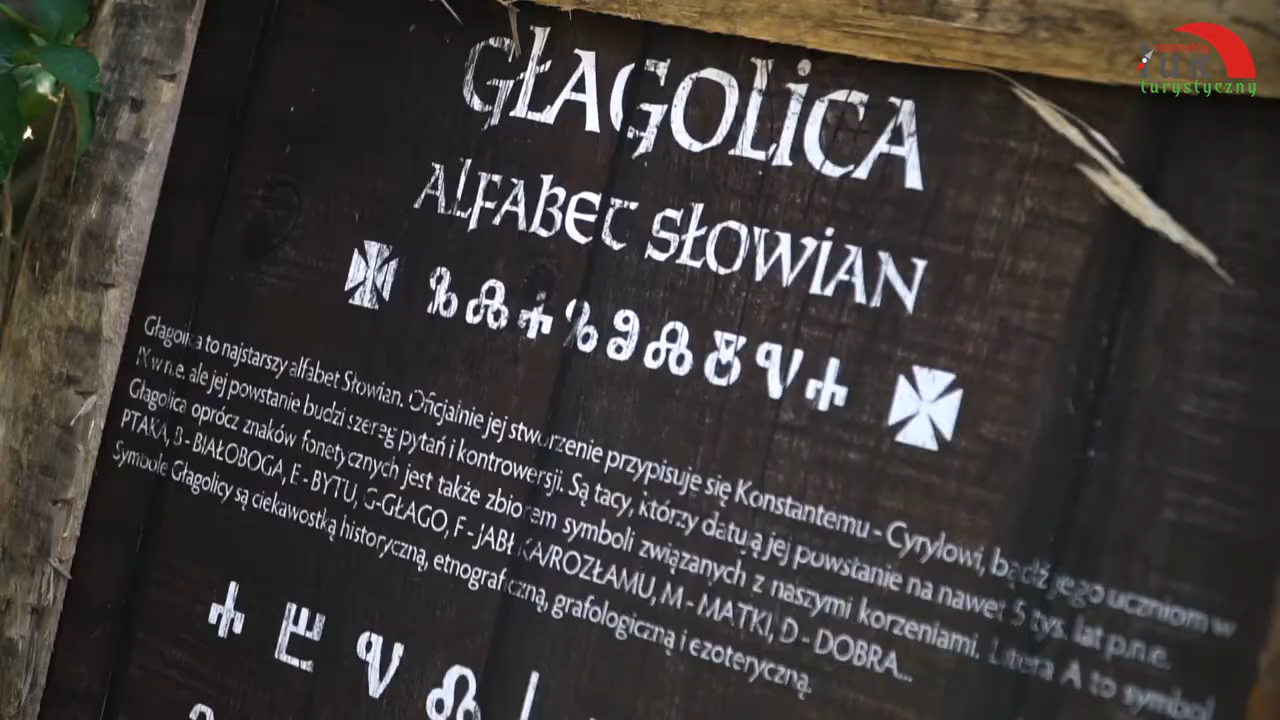 GŁAGOLiCA
ALFABET SŁOWiAN
ⰃⰎⰀⰃⰑⰎⰋⰜⰀ
Głagolica to najstarszy alfabet Słowian. Oficjalnie jej stworzenie przypisuje się Konstantemu - Cyrylowi, bądź jego uczniom w
IX w n.e. ale jej powstanie budzi szereg pytań i kontrowersji. Są tacy, którzy datują jej powstanie na nawet 5 tys. lat p.n.e.
Głagolica oprócz znaków fonetycznych jest także zbiorem symboli związanych z naszymi korzeniami. Litera A to symbol
PTAKA, B - BIAŁOBOGA, E - BYTU, G-GŁAGO, F - JABŁKA/ROZŁAMU, M - MATKI, D - DOBRA...
Symbole Głagolicy są ciekawostką historyczną, etnograficzną, grafologiczną i ezoteryczną.
Ⰰ Ⰱ Ⱌ
turystyczny